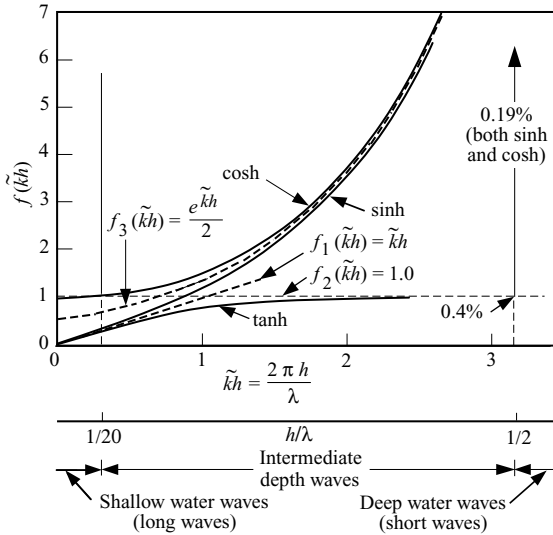 7
6
5
4
3
2
1
0
f(k̃h)
0.19%
(both sinh
and cosh)
cosh
sinh
f₃(k̃h) = e^k̃h / 2
f₁(k̃h) = k̃h
f₂(k̃h) = 1.0
tanh
0.4%
0 1 2 3
k̃h = 2 π h / λ
1/20 h/λ 1/2
Intermediate
depth waves
Shallow water waves
(long waves)
Deep water waves
(short waves)